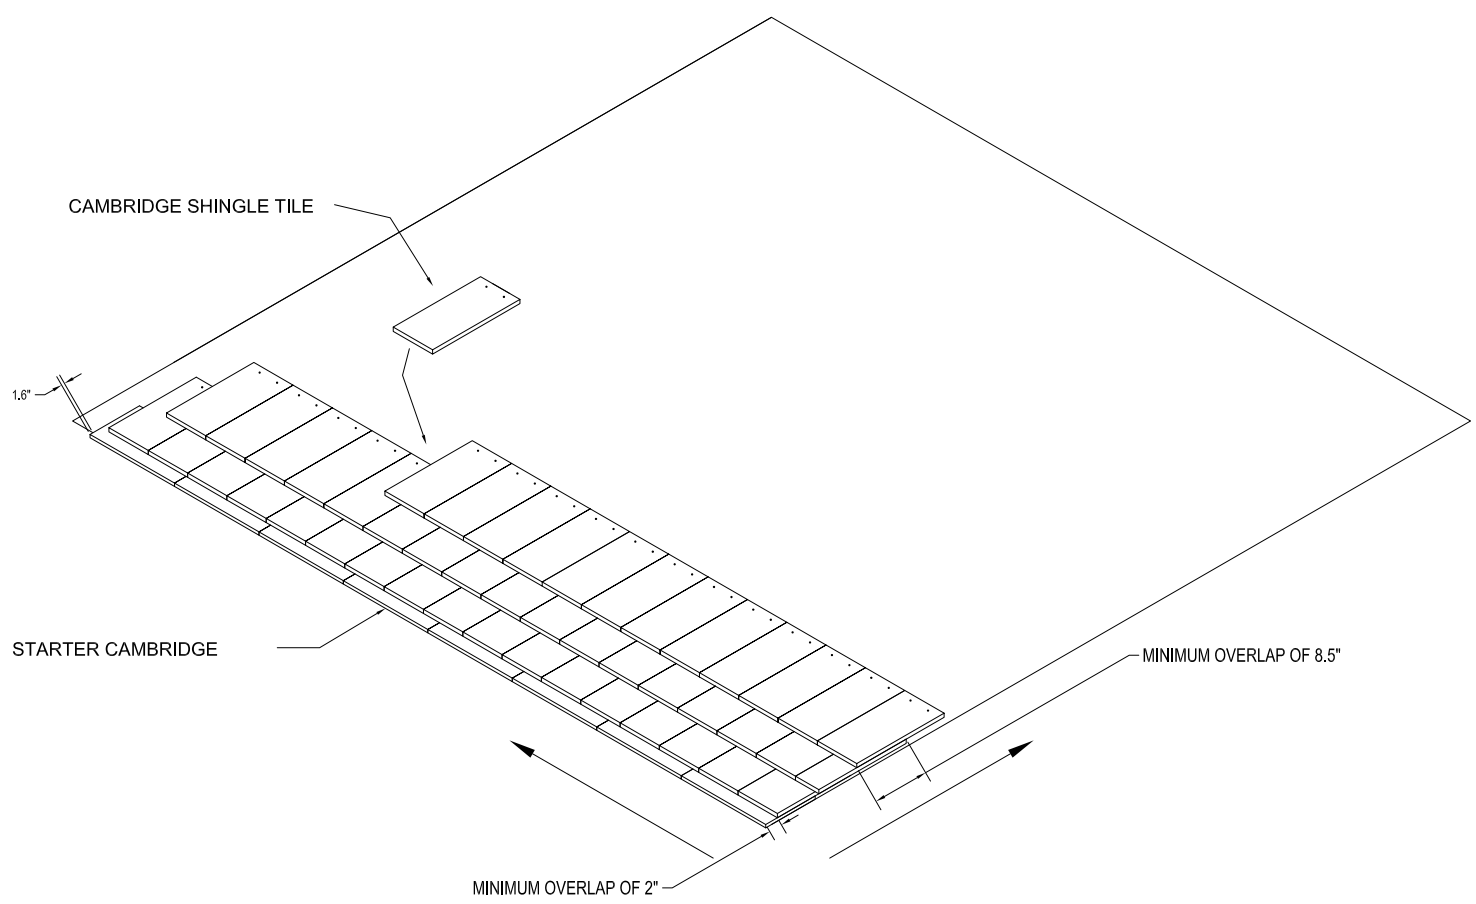 CAMBRIDGE SHINGLE TILE
1.6"
STARTER CAMBRIDGE
MINIMUM OVERLAP OF 8.5"
MINIMUM OVERLAP OF 2"